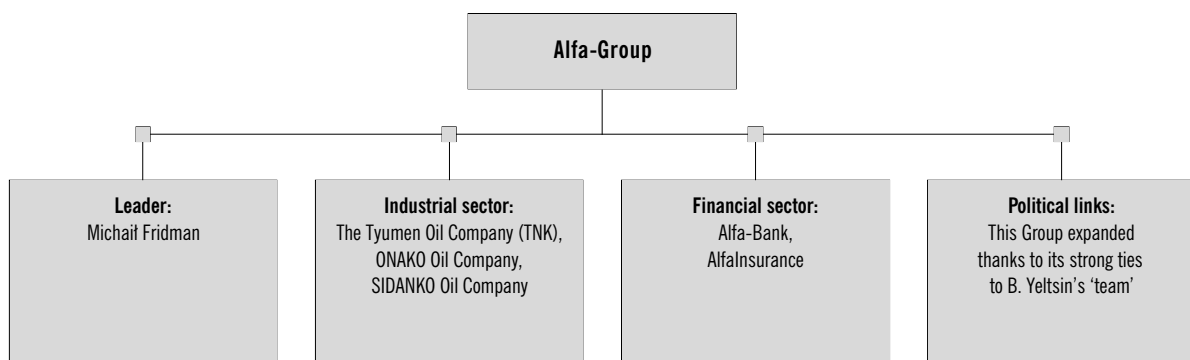 Alfa-Group
Leader:
Michaił Fridman
Industrial sector:
The Tyumen Oil Company (TNK),
ONAKO Oil Company,
SIDANKO Oil Company
Financial sector:
Alfa-Bank,
AlfaInsurance
Political links:
This Group expanded
thanks to its strong ties
to B. Yeltsin’s ‘team’